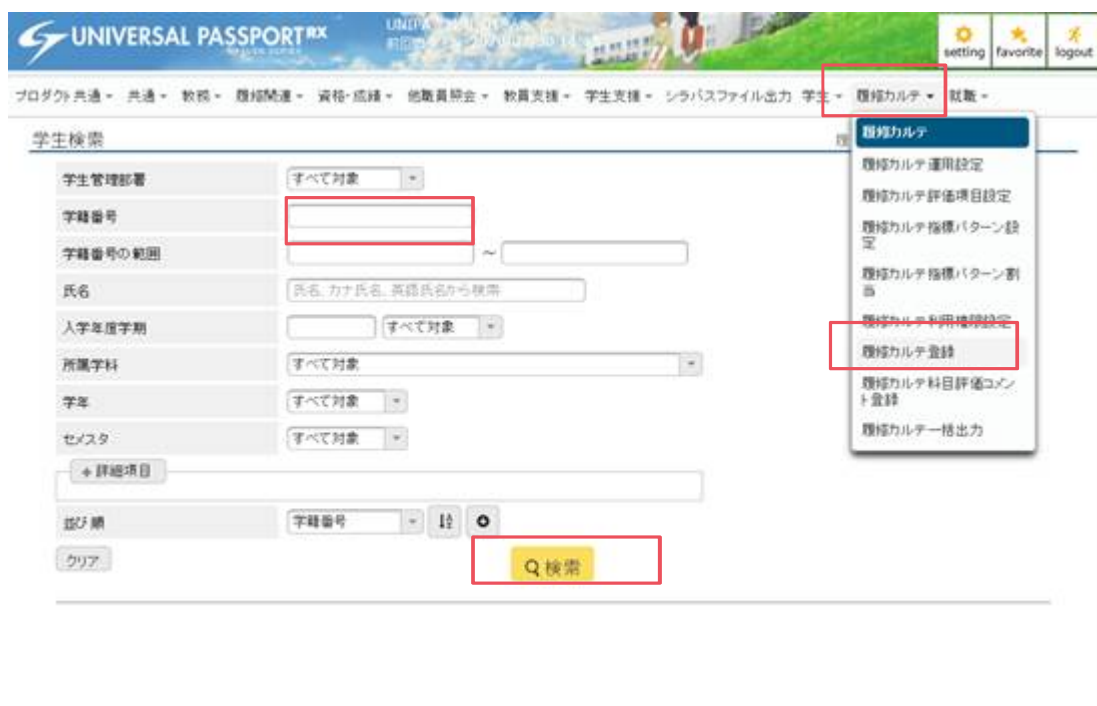 UNIVERSAL PASSPORT RX
setting favorite logout
プロダクト共通 共通 教務 履修関連 資格・成績 他職員照会 教員支援 学生支援 シラバスファイル出力 学生 履修カルテ 就職
学生検索
履修カルテ
履修カルテ運用設定
履修カルテ評価項目設定
履修カルテ指標パターン設
定
履修カルテ指標パターン割
当
履修カルテ利用権限設定
履修カルテ登録
履修カルテ科目評価コメン
ト登録
履修カルテ一括出力
学生管理部署 すべて対象
学籍番号
学籍番号の範囲 ～
氏名 氏名, カナ氏名, 英語氏名から検索
入学年度学期 すべて対象
所属学科 すべて対象
学年 すべて対象
セメスタ すべて対象
+詳細項目
並び順 学籍番号
クリア 検索